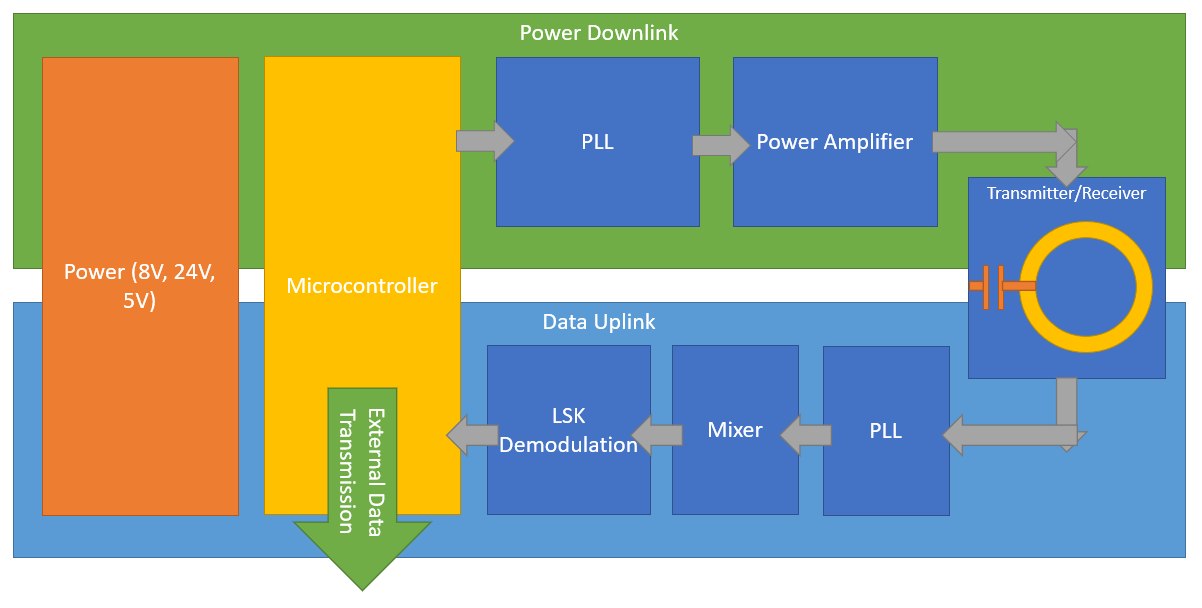 Power Downlink
Power (8V, 24V,
5V)
Microcontroller
PLL
Power Amplifier
Transmitter/Receiver
Data Uplink
LSK
Demodulation
Mixer
PLL
External Data
Transmission